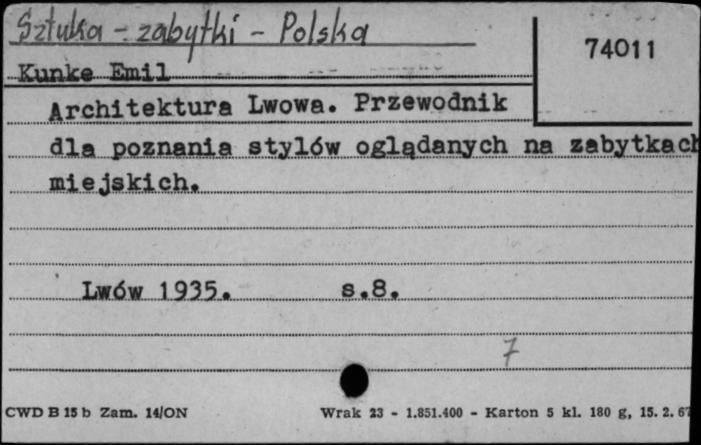 Sztuka - zabytki - Polska
74011
Kunke Emil
Architektura Lwowa. Przewodnik
dla poznania stylów oglądanych na zabytkach
miejskich.
Lwów 1935. s.8.
7
CWD B 15 b Zam. 14/ON Wrak 23 - 1.851.400 - Karton 5 kl. 180 g, 15. 2. 67